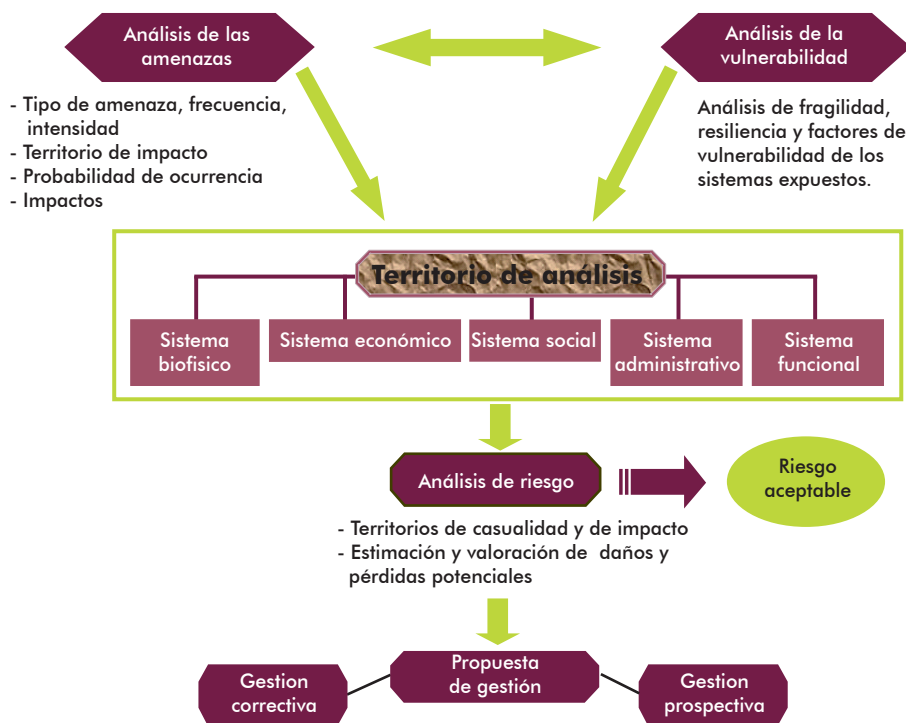 Análisis de las
amenazas
Análisis de la
vulnerabilidad
- Tipo de amenaza, frecuencia,
intensidad
- Territorio de impacto
- Probabilidad de ocurrencia
- Impactos
Análisis de fragilidad,
resiliencia y factores de
vulnerabilidad de los
sistemas expuestos.
Territorio de análisis
Sistema
biofísico
Sistema económico
Sistema social
Sistema
administrativo
Sistema
funcional
Análisis de riesgo
Riesgo
aceptable
- Territorios de casualidad y de impacto
- Estimación y valoración de daños y
pérdidas potenciales
Propuesta
de gestión
Gestion
correctiva
Gestion
prospectiva